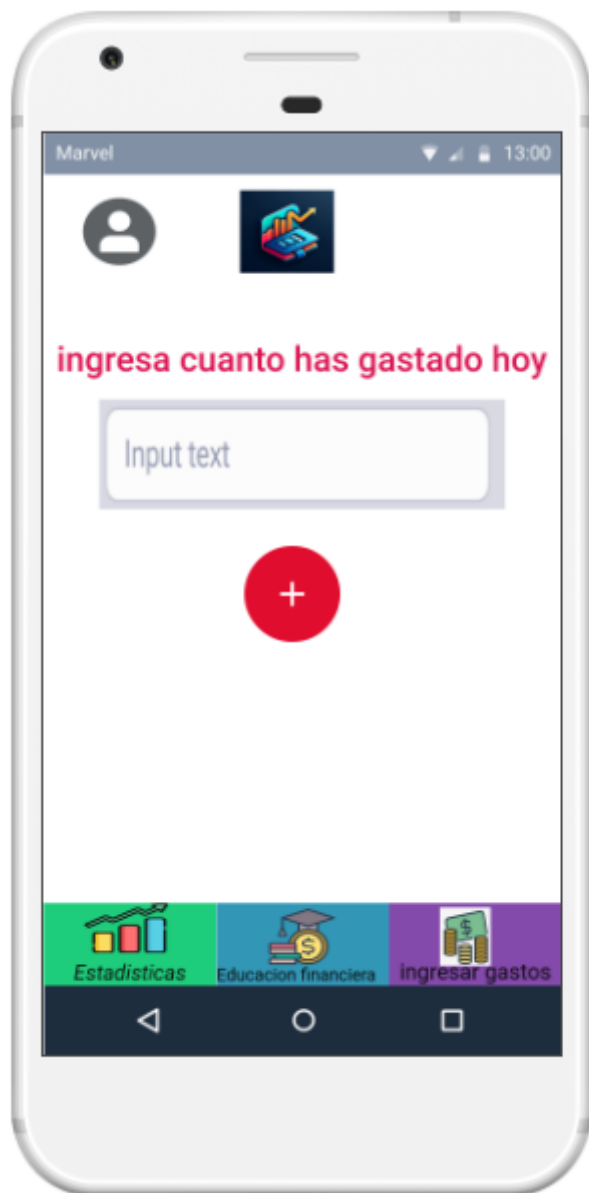 Marvel 13:00
ingresa cuanto has gastado hoy
Input text
+
Estadisticas
Educacion financiera
ingresar gastos